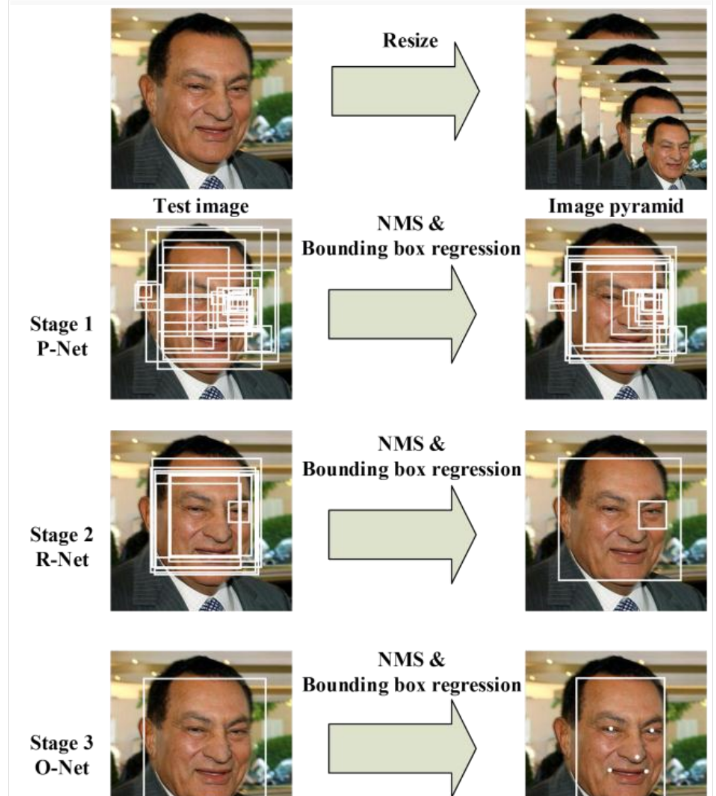 Resize
Test image
Image pyramid
NMS &
Bounding box regression
Stage 1
P-Net
NMS &
Bounding box regression
Stage 2
R-Net
NMS &
Bounding box regression
Stage 3
O-Net